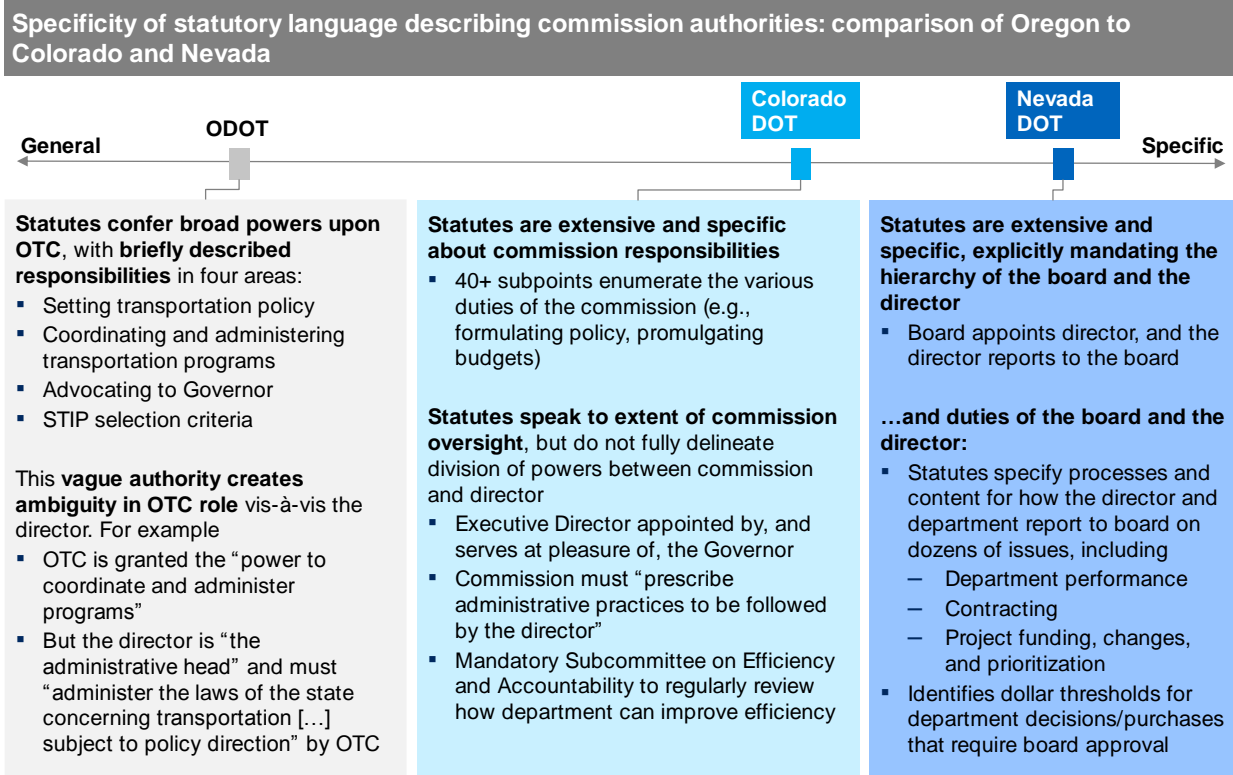 Specificity of statutory language describing commission authorities: comparison of Oregon to
Colorado and Nevada
General
ODOT
Colorado
DOT
Nevada
DOT
Specific
Statutes confer broad powers upon
OTC, with briefly described
responsibilities in four areas:
▪ Setting transportation policy
▪ Coordinating and administering
transportation programs
▪ Advocating to Governor
▪ STIP selection criteria
This vague authority creates
ambiguity in OTC role vis-à-vis the
director. For example
▪ OTC is granted the “power to
coordinate and administer
programs”
▪ But the director is “the
administrative head” and must
“administer the laws of the state
concerning transportation […]
subject to policy direction” by OTC
Statutes are extensive and specific
about commission responsibilities
▪ 40+ subpoints enumerate the various
duties of the commission (e.g.,
formulating policy, promulgating
budgets)
Statutes speak to extent of commission
oversight, but do not fully delineate
division of powers between commission
and director
▪ Executive Director appointed by, and
serves at pleasure of, the Governor
▪ Commission must “prescribe
administrative practices to be followed
by the director”
▪ Mandatory Subcommittee on Efficiency
and Accountability to regularly review
how department can improve efficiency
Statutes are extensive and
specific, explicitly mandating the
hierarchy of the board and the
director
▪ Board appoints director, and the
director reports to the board
…and duties of the board and the
director:
▪ Statutes specify processes and
content for how the director and
department report to board on
dozens of issues, including
– Department performance
– Contracting
– Project funding, changes,
and prioritization
▪ Identifies dollar thresholds for
department decisions/purchases
that require board approval